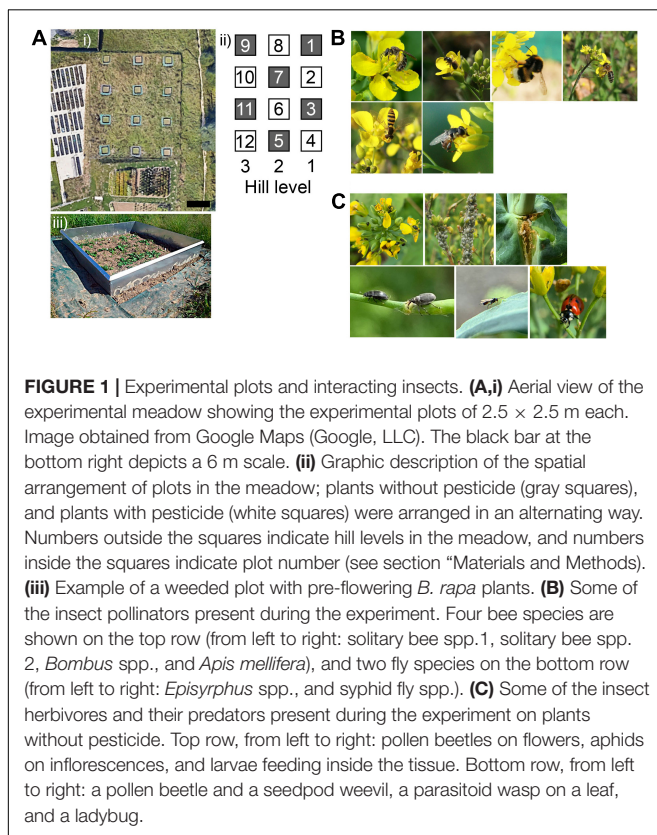 A
i)
ii)
9 8 1
10 7 2
11 6 3
12 5 4
3 2 1
Hill level
iii)
B
C
FIGURE 1 | Experimental plots and interacting insects. (A,i) Aerial view of the
experimental meadow showing the experimental plots of 2.5 × 2.5 m each.
Image obtained from Google Maps (Google, LLC). The black bar at the
bottom right depicts a 6 m scale. (ii) Graphic description of the spatial
arrangement of plots in the meadow; plants without pesticide (gray squares),
and plants with pesticide (white squares) were arranged in an alternating way.
Numbers outside the squares indicate hill levels in the meadow, and numbers
inside the squares indicate plot number (see section “Materials and Methods).
(iii) Example of a weeded plot with pre-flowering B. rapa plants. (B) Some of
the insect pollinators present during the experiment. Four bee species are
shown on the top row (from left to right: solitary bee spp.1, solitary bee spp.
2, Bombus spp., and Apis mellifera), and two fly species on the bottom row
(from left to right: Episyrphus spp., and syphid fly spp.). (C) Some of the insect
herbivores and their predators present during the experiment on plants
without pesticide. Top row, from left to right: pollen beetles on flowers, aphids
on inflorescences, and larvae feeding inside the tissue. Bottom row, from left
to right: a pollen beetle and a seedpod weevil, a parasitoid wasp on a leaf,
and a ladybug.